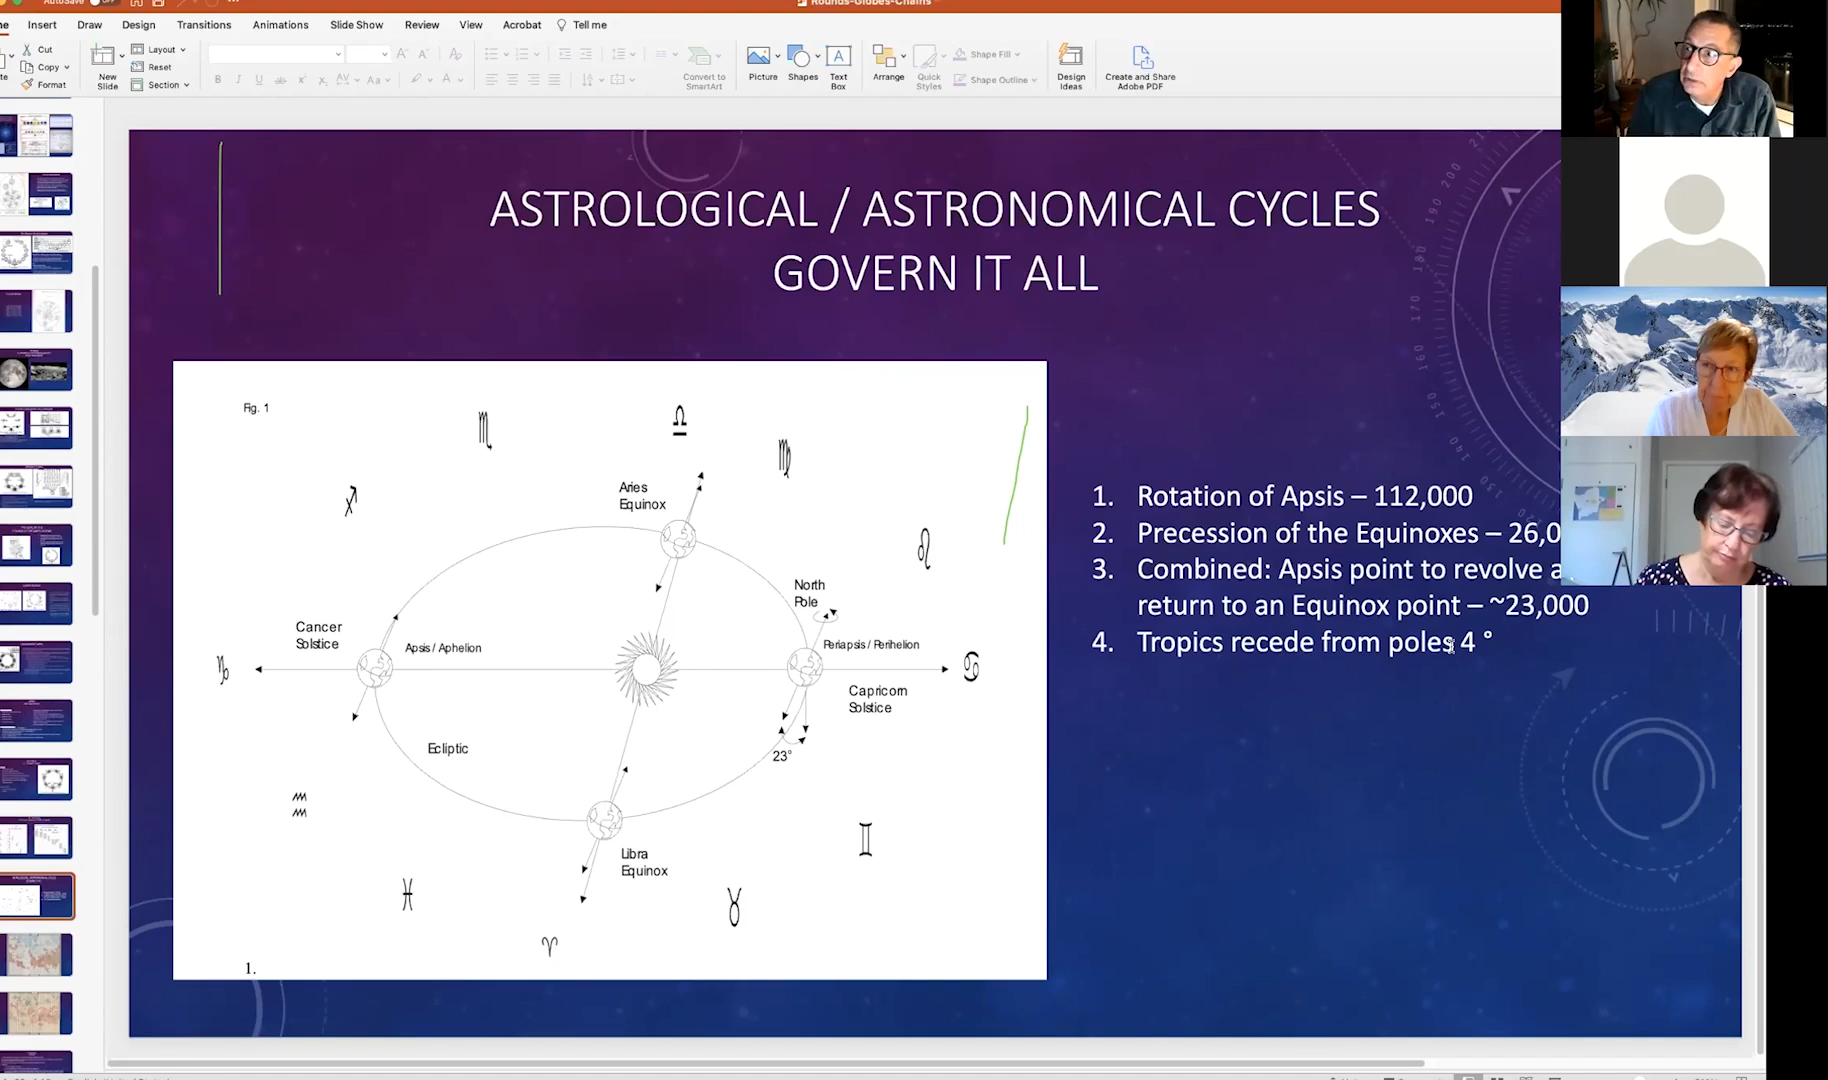 AutoSave
Rounds-Globes-Chains
Insert Draw Design Transitions Animations Slide Show Review View Acrobat Tell me
Cut
Copy
Format
New
Slide
Layout
Reset
Section
Convert to
SmartArt
Picture
Shapes
Text
Box
Arrange
Quick
Styles
Shape Fill
Shape Outline
Design
Ideas
Create and Share
Adobe PDF
ASTROLOGICAL / ASTRONOMICAL CYCLES
GOVERN IT ALL
Fig. 1
♏ ♎ ♍
♐
Aries
Equinox
♌
North
Pole
Cancer
Solstice
Apsis / Aphelion
Periapsis / Perihelion
♑
♋
Capricorn
Solstice
Ecliptic
23°
♒
Libra
Equinox
♊
♓
♉
♈
1.
1. Rotation of Apsis – 112,000
2. Precession of the Equinoxes – 26,0
3. Combined: Apsis point to revolve a
return to an Equinox point – ~23,000
4. Tropics recede from poles 4 °